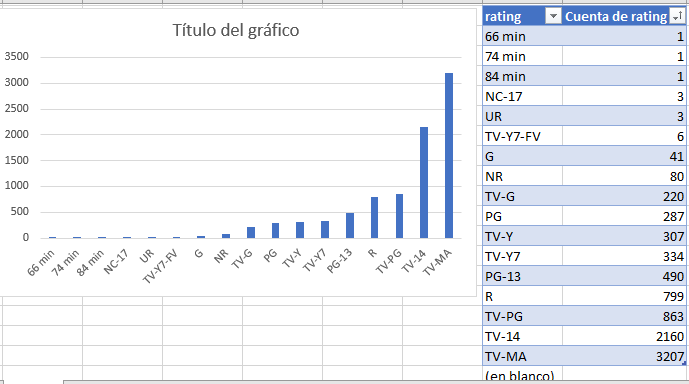 Título del gráfico
3500
3000
2500
2000
1500
1000
500
0
66 min
74 min
84 min
NC-17
UR
TV-Y7-FV
G
NR
TV-G
PG
TV-Y
TV-Y7
PG-13
R
TV-PG
TV-14
TV-MA
rating Cuenta de rating
66 min 1
74 min 1
84 min 1
NC-17 3
UR 3
TV-Y7-FV 6
G 41
NR 80
TV-G 220
PG 287
TV-Y 307
TV-Y7 334
PG-13 490
R 799
TV-PG 863
TV-14 2160
TV-MA 3207
(en blanco)